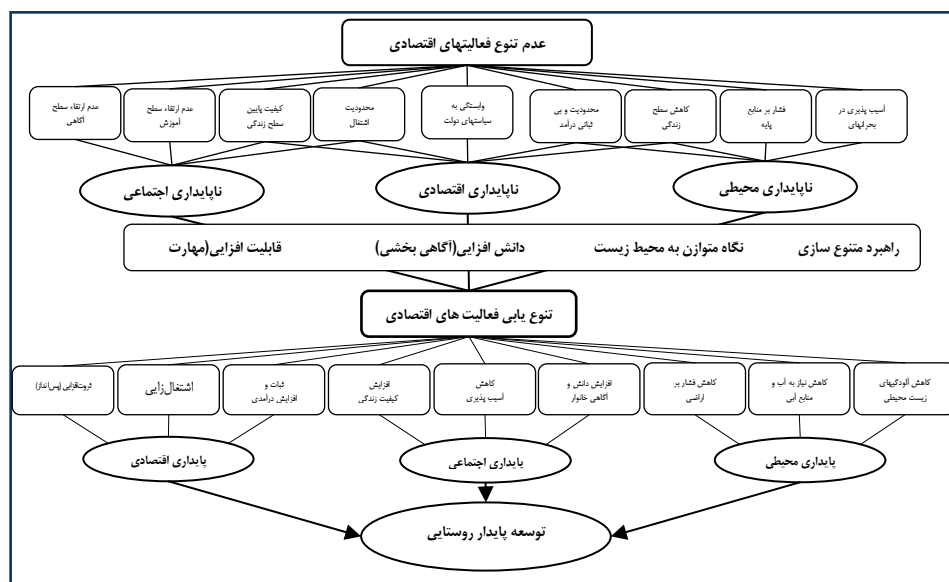 عدم تنوع فعالیتهای اقتصادی
آسیب پذیری در
بحرانهای
فشار بر منابع
پایه
کاهش سطح
زندگی
محدودیت و بی
ثباتی درآمد
وابستگی به
سیاستهای دولت
محدودیت
اشتغال
کیفیت پایین
سطح زندگی
عدم ارتقاء سطح
آموزش
عدم ارتقاء سطح
آگاهی
ناپایداری محیطی
ناپایداری اقتصادی
ناپایداری اجتماعی
راهبرد متنوع سازی
نگاه متوازن به محیط زیست
دانش افزایی(آگاهی بخشی)
قابلیت افزایی(مهارت
تنوع یابی فعالیت های اقتصادی
کاهش آلودگیهای
زیست محیطی
کاهش نیاز به آب و
منابع آبی
کاهش فشار بر
اراضی
افزایش دانش و
آگاهی خانوار
کاهش
آسیب پذیری
افزایش
کیفیت زندگی
ثبات و
افزایش درآمدی
اشتغال‌زایی
ثروت‌افزایی (پس‌انداز)
پایداری محیطی
پایداری اجتماعی
پایداری اقتصادی
توسعه پایدار روستایی